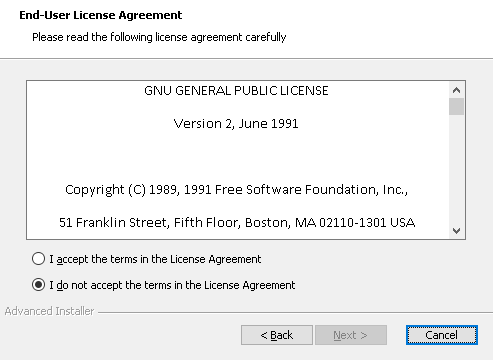 End-User License Agreement
Please read the following license agreement carefully
GNU GENERAL PUBLIC LICENSE
Version 2, June 1991
Copyright (C) 1989, 1991 Free Software Foundation, Inc.,
51 Franklin Street, Fifth Floor, Boston, MA 02110-1301 USA
I accept the terms in the License Agreement
I do not accept the terms in the License Agreement
Advanced Installer
< Back Next > Cancel